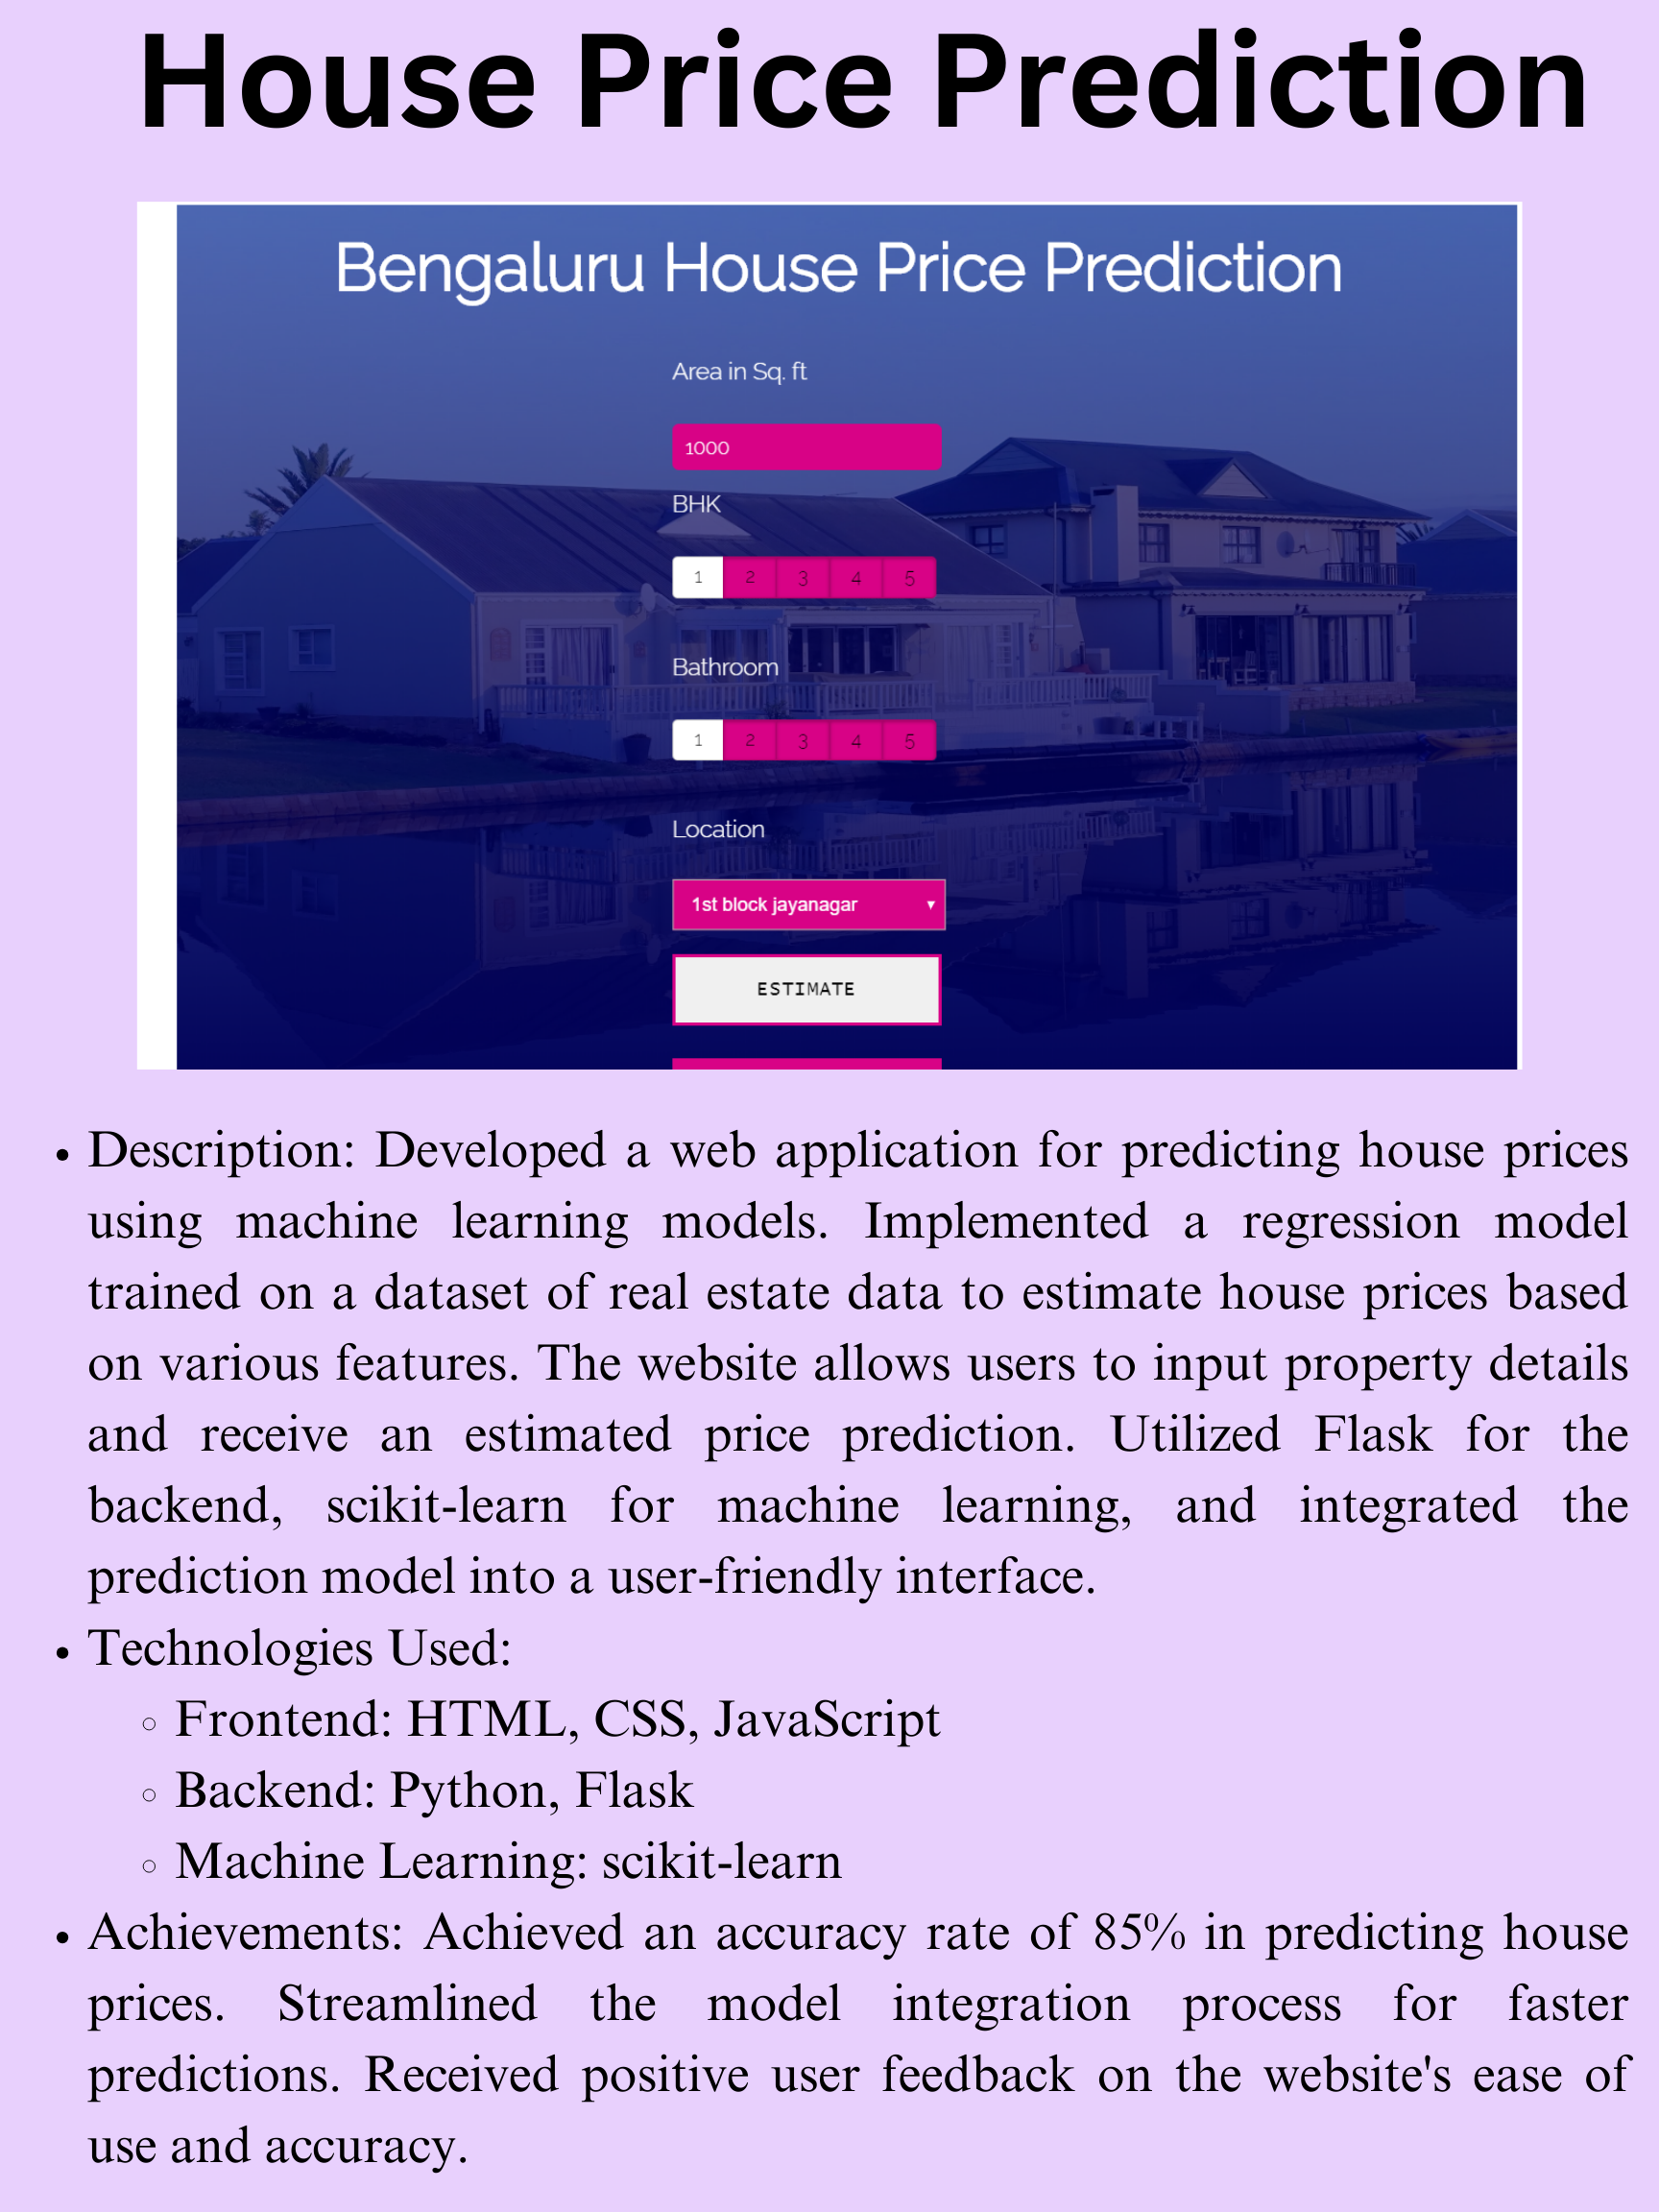 House Price Prediction
Bengaluru House Price Prediction
Area in Sq. ft
1000
BHK
1 2 3 4 5
Bathroom
1 2 3 4 5
Location
1st block jayanagar
ESTIMATE
• Description: Developed a web application for predicting house prices
using machine learning models. Implemented a regression model
trained on a dataset of real estate data to estimate house prices based
on various features. The website allows users to input property details
and receive an estimated price prediction. Utilized Flask for the
backend, scikit-learn for machine learning, and integrated the
prediction model into a user-friendly interface.
• Technologies Used:
◦ Frontend: HTML, CSS, JavaScript
◦ Backend: Python, Flask
◦ Machine Learning: scikit-learn
• Achievements: Achieved an accuracy rate of 85% in predicting house
prices. Streamlined the model integration process for faster
predictions. Received positive user feedback on the website's ease of
use and accuracy.